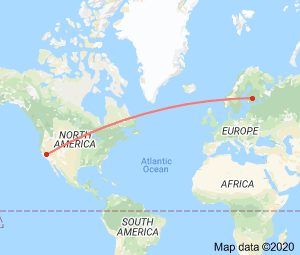 NORTH
AMERICA
EUROPE
Atlantic
Ocean
AFRICA
SOUTH
AMERICA
Map data ©2020